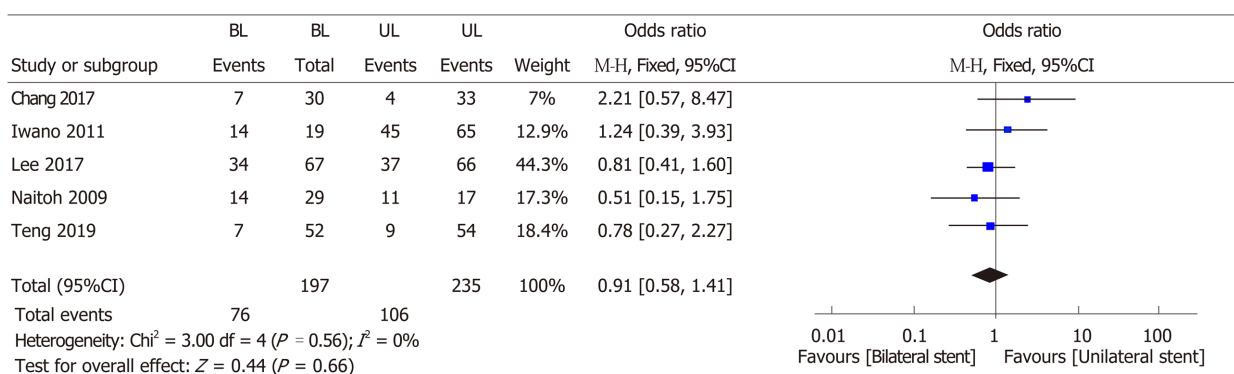 BL BL UL UL Odds ratio Odds ratio
Study or subgroup Events Total Events Events Weight M-H, Fixed, 95%CI M-H, Fixed, 95%CI
Chang 2017 7 30 4 33 7% 2.21 [0.57, 8.47]
Iwano 2011 14 19 45 65 12.9% 1.24 [0.39, 3.93]
Lee 2017 34 67 37 66 44.3% 0.81 [0.41, 1.60]
Naitoh 2009 14 29 11 17 17.3% 0.51 [0.15, 1.75]
Teng 2019 7 52 9 54 18.4% 0.78 [0.27, 2.27]
Total (95%CI) 197 235 100% 0.91 [0.58, 1.41]
Total events 76 106
Heterogeneity: Chi² = 3.00 df = 4 (P = 0.56); I² = 0%
Test for overall effect: Z = 0.44 (P = 0.66)
0.01 0.1 1 10 100
Favours [Bilateral stent] Favours [Unilateral stent]